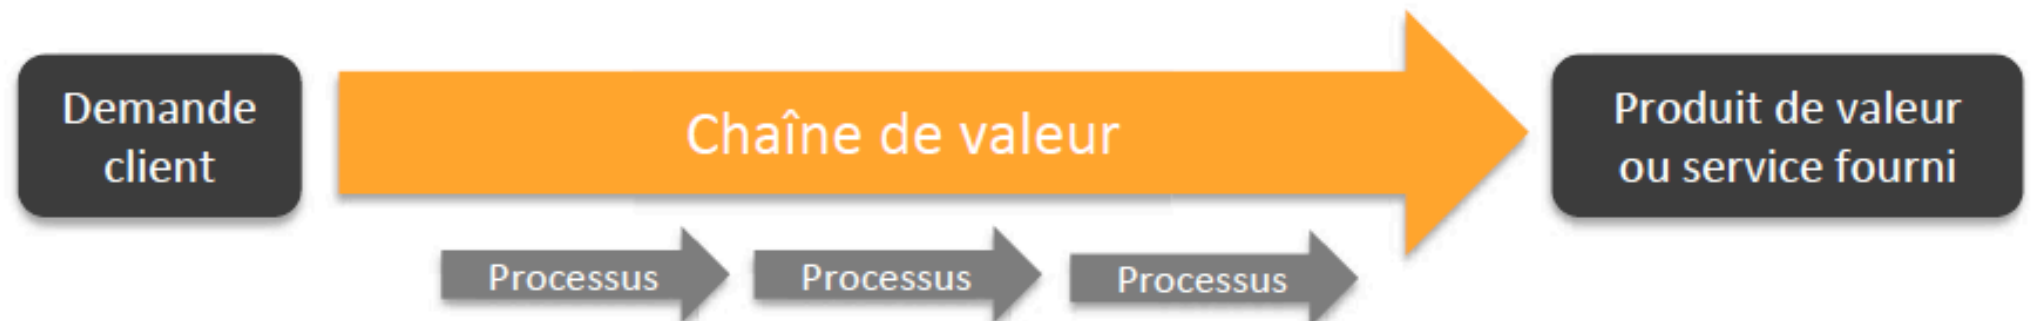 Demande
client
Chaîne de valeur
Produit de valeur
ou service fourni
Processus
Processus
Processus